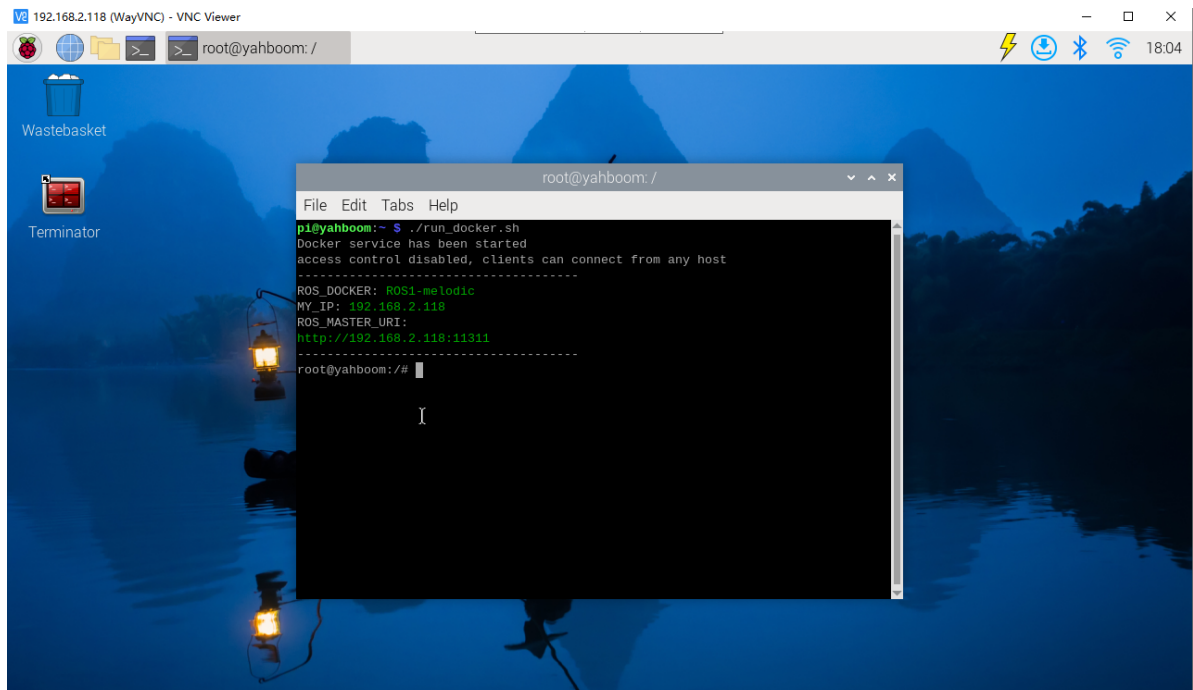 192.168.2.118 (WayVNC) - VNC Viewer
root@yahboom: /
18:04
Wastebasket
Terminator
root@yahboom: /
File Edit Tabs Help
pi@yahboom:~ $ ./run_docker.sh
Docker service has been started
access control disabled, clients can connect from any host
--------------------------------------
ROS_DOCKER: ROS1-melodic
MY_IP: 192.168.2.118
ROS_MASTER_URI:
http://192.168.2.118:11311
--------------------------------------
root@yahboom:/#